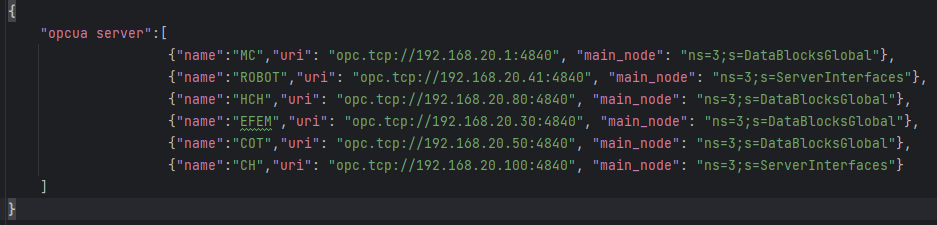 {
"opcua server":[
{"name":"MC","uri": "opc.tcp://192.168.20.1:4840", "main_node": "ns=3;s=DataBlocksGlobal"},
{"name":"ROBOT","uri": "opc.tcp://192.168.20.41:4840", "main_node": "ns=3;s=ServerInterfaces"},
{"name":"HCH","uri": "opc.tcp://192.168.20.80:4840", "main_node": "ns=3;s=DataBlocksGlobal"},
{"name":"EFEM","uri": "opc.tcp://192.168.20.30:4840", "main_node": "ns=3;s=DataBlocksGlobal"},
{"name":"COT","uri": "opc.tcp://192.168.20.50:4840", "main_node": "ns=3;s=DataBlocksGlobal"},
{"name":"CH","uri": "opc.tcp://192.168.20.100:4840", "main_node": "ns=3;s=ServerInterfaces"}
]
}